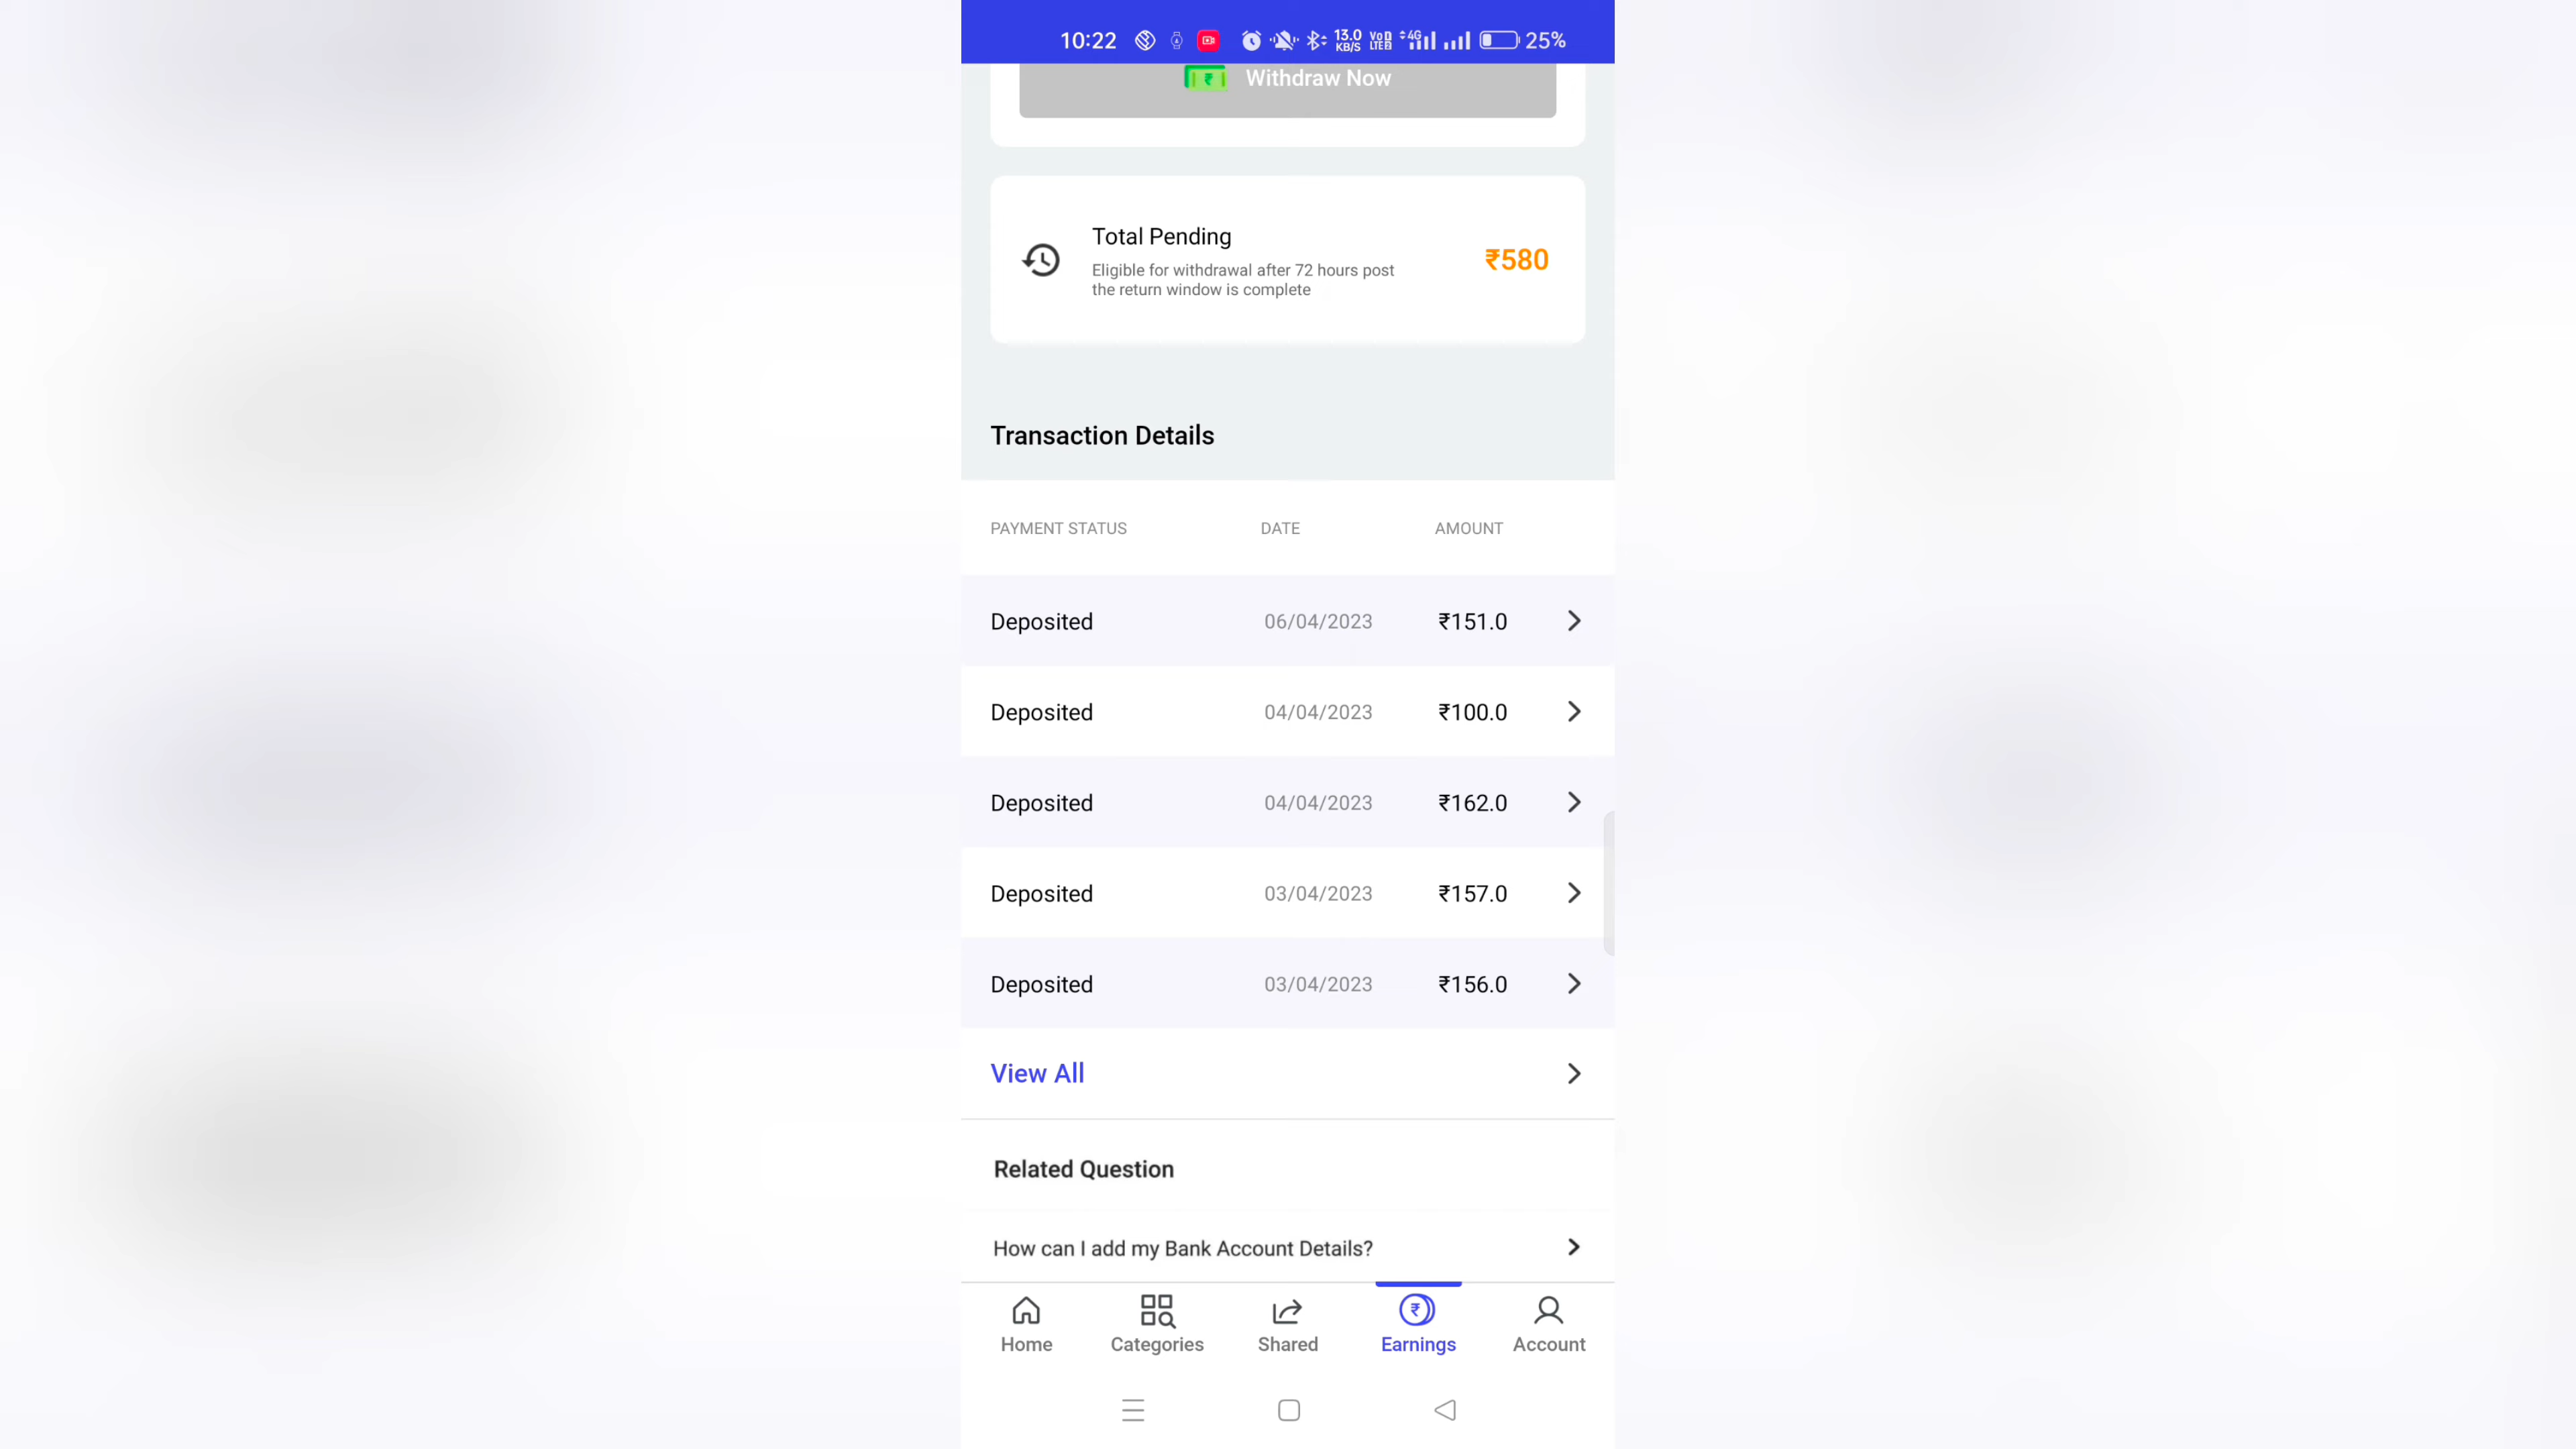 10:22 13.0 KB/S VoD LTE2 4G 25%
₹ Withdraw Now
Total Pending
Eligible for withdrawal after 72 hours post
the return window is complete
₹580
Transaction Details
PAYMENT STATUS DATE AMOUNT
Deposited 06/04/2023 ₹151.0
Deposited 04/04/2023 ₹100.0
Deposited 04/04/2023 ₹162.0
Deposited 03/04/2023 ₹157.0
Deposited 03/04/2023 ₹156.0
View All
Related Question
How can I add my Bank Account Details?
₹
Home Categories Shared Earnings Account